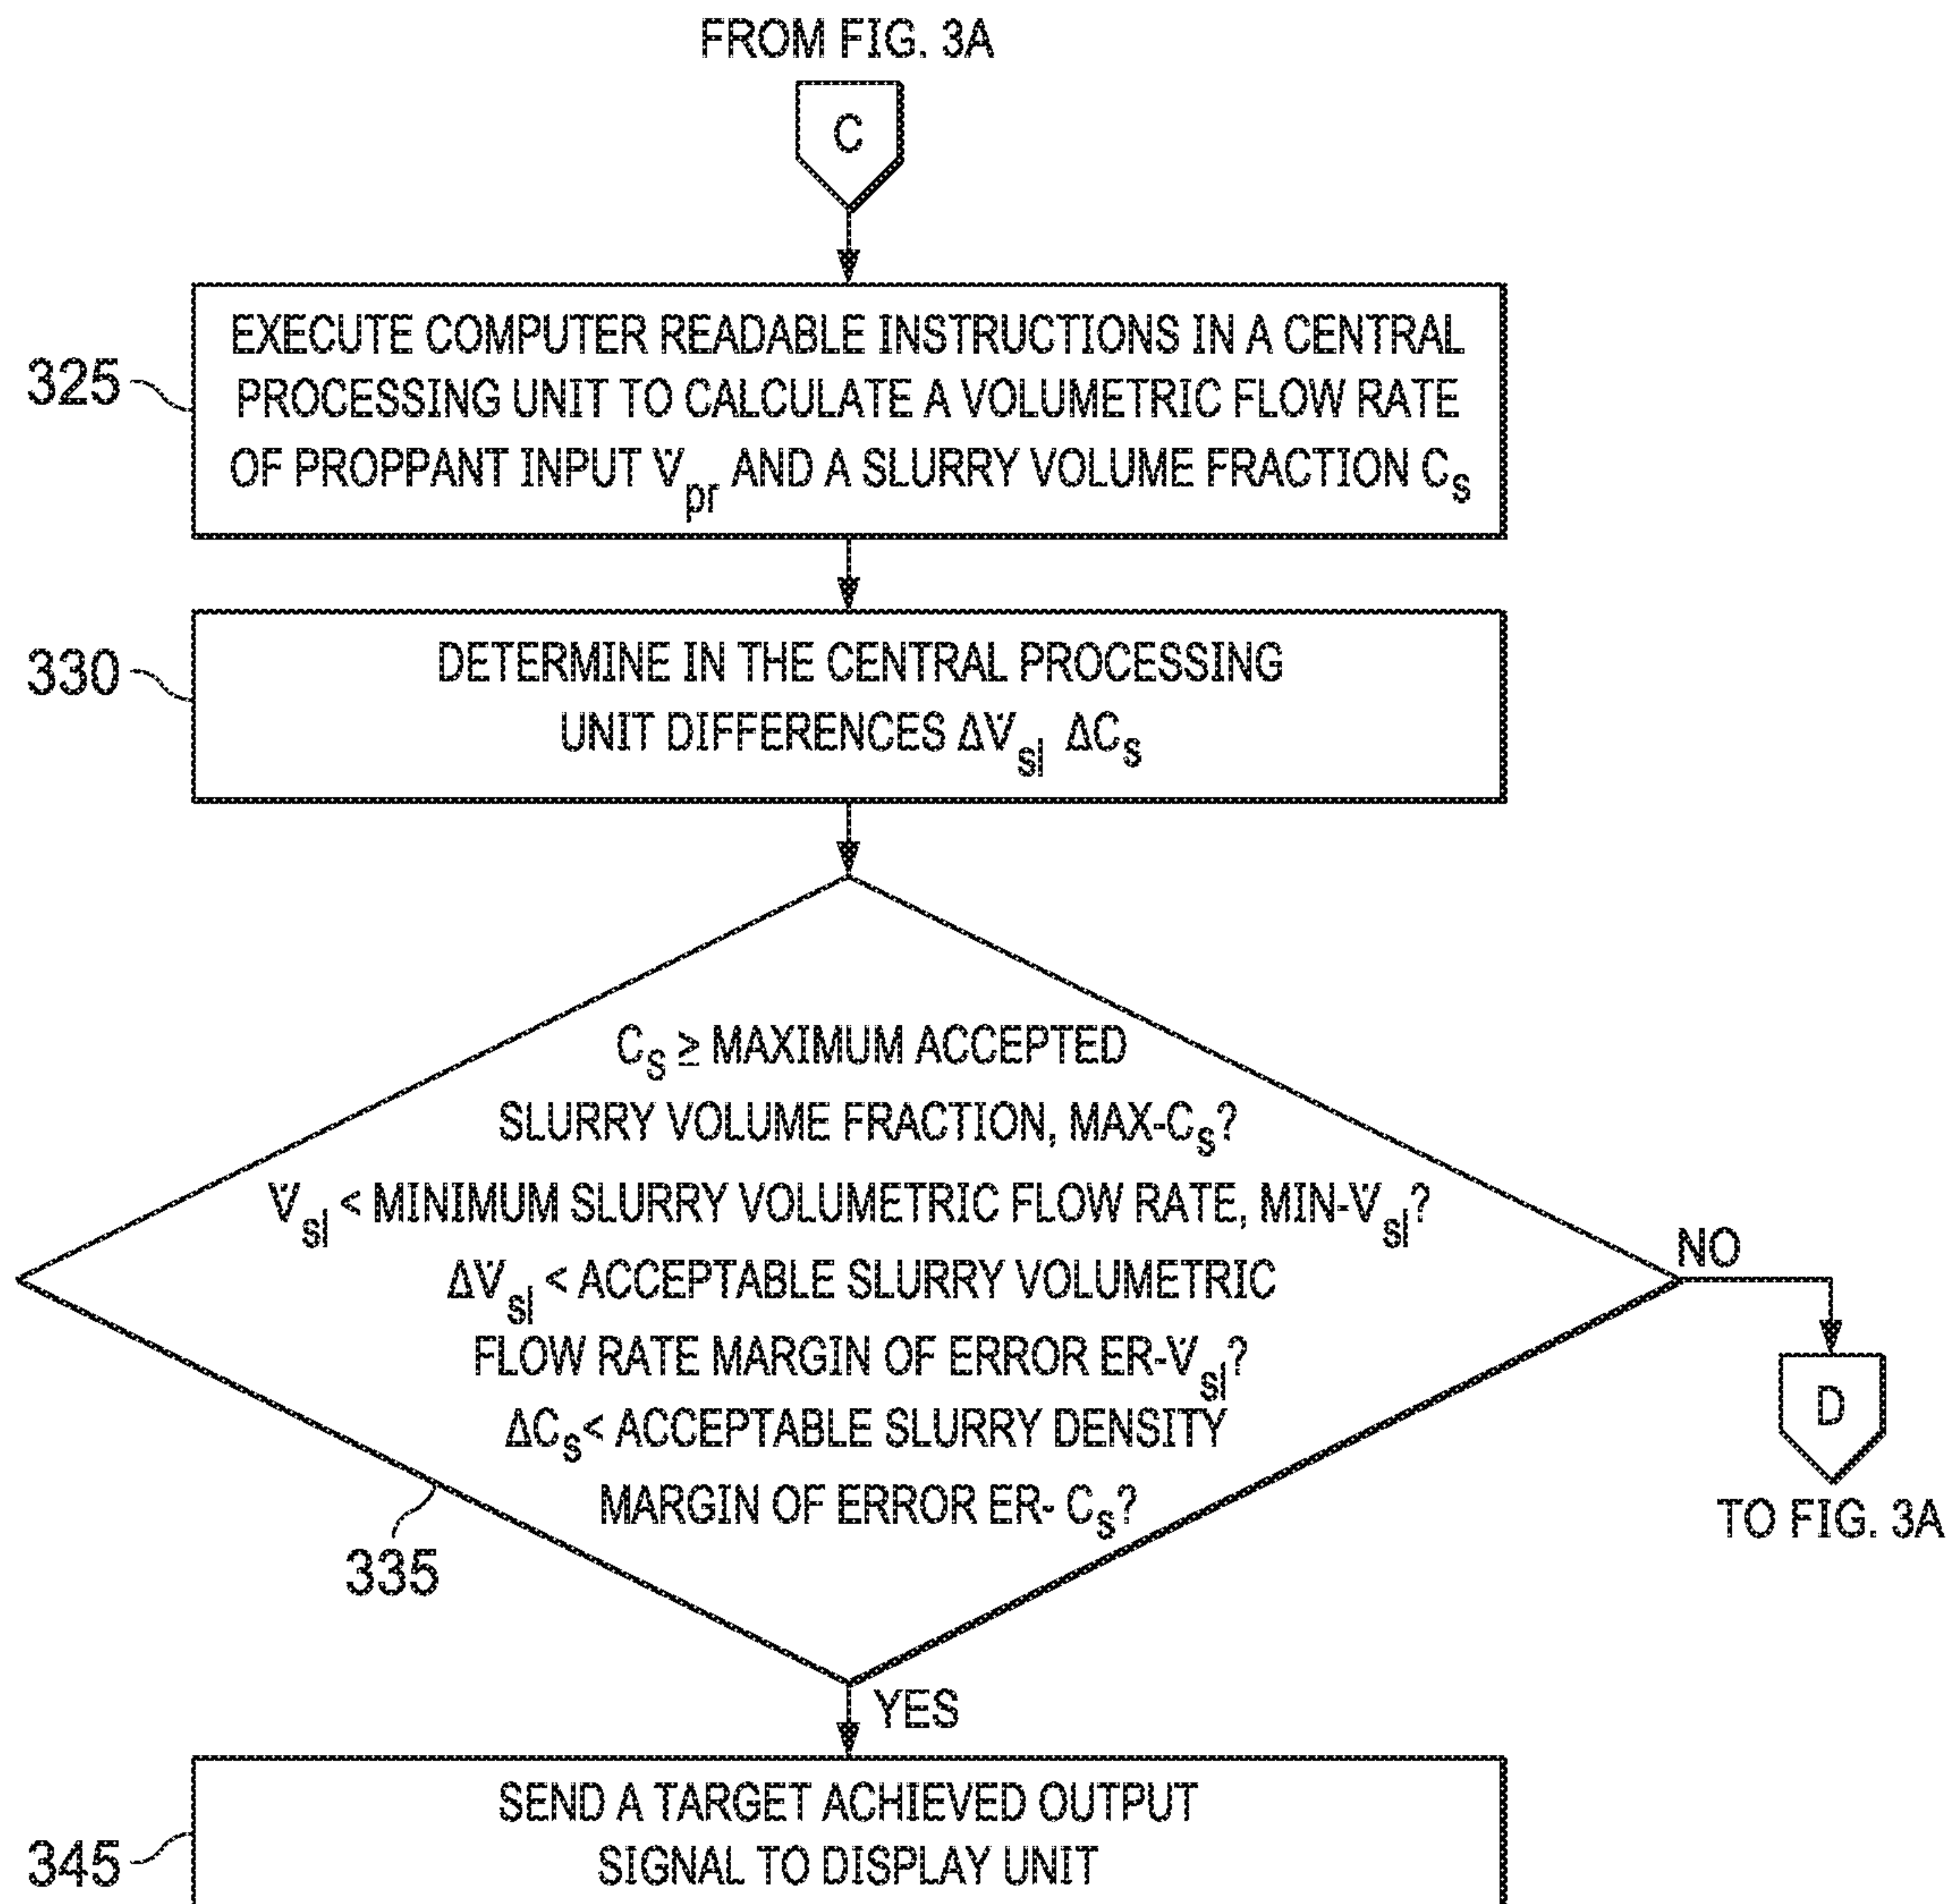 FROM FIG. 3A
C
325
EXECUTE COMPUTER READABLE INSTRUCTIONS IN A CENTRAL
PROCESSING UNIT TO CALCULATE A VOLUMETRIC FLOW RATE
OF PROPPANT INPUT V̇pr AND A SLURRY VOLUME FRACTION Cs
330
DETERMINE IN THE CENTRAL PROCESSING
UNIT DIFFERENCES ΔV̇sl ΔCs
Cs ≥ MAXIMUM ACCEPTED
SLURRY VOLUME FRACTION, MAX-Cs?
V̇sl < MINIMUM SLURRY VOLUMETRIC FLOW RATE, MIN-V̇sl?
ΔV̇sl < ACCEPTABLE SLURRY VOLUMETRIC
FLOW RATE MARGIN OF ERROR ER-V̇sl?
ΔCs< ACCEPTABLE SLURRY DENSITY
MARGIN OF ERROR ER- Cs?
335
NO
D
TO FIG. 3A
YES
345
SEND A TARGET ACHIEVED OUTPUT
SIGNAL TO DISPLAY UNIT